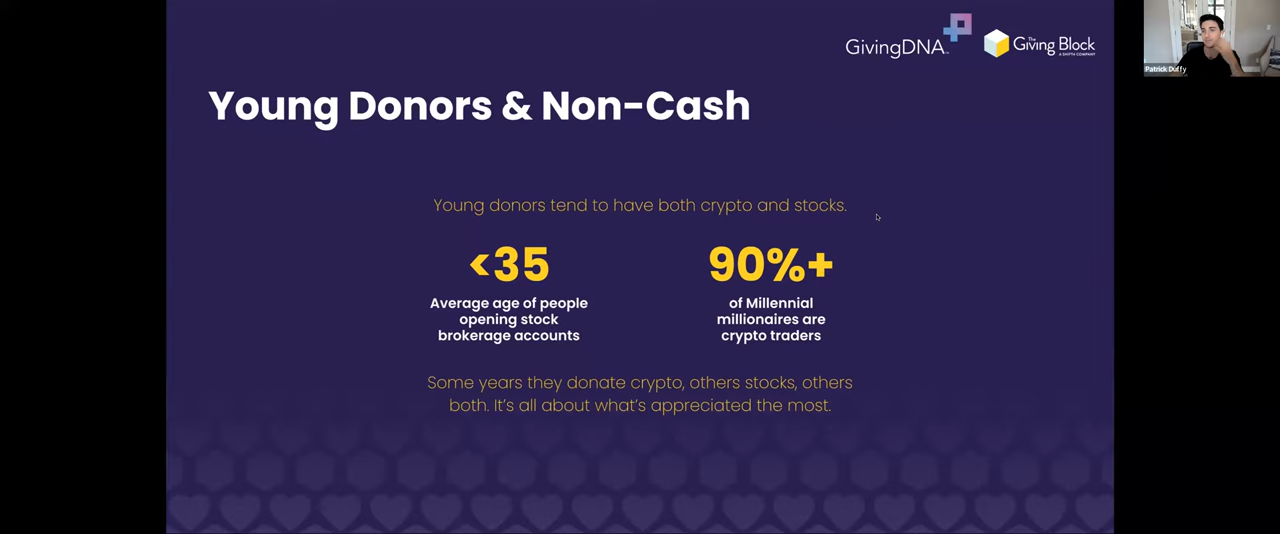 GivingDNA
The
Giving Block
A SHIFT4 COMPANY
Patrick Duffy
Young Donors & Non-Cash
Young donors tend to have both crypto and stocks.
<35
Average age of people
opening stock
brokerage accounts
90%+
of Millennial
millionaires are
crypto traders
Some years they donate crypto, others stocks, others
both. It's all about what's appreciated the most.